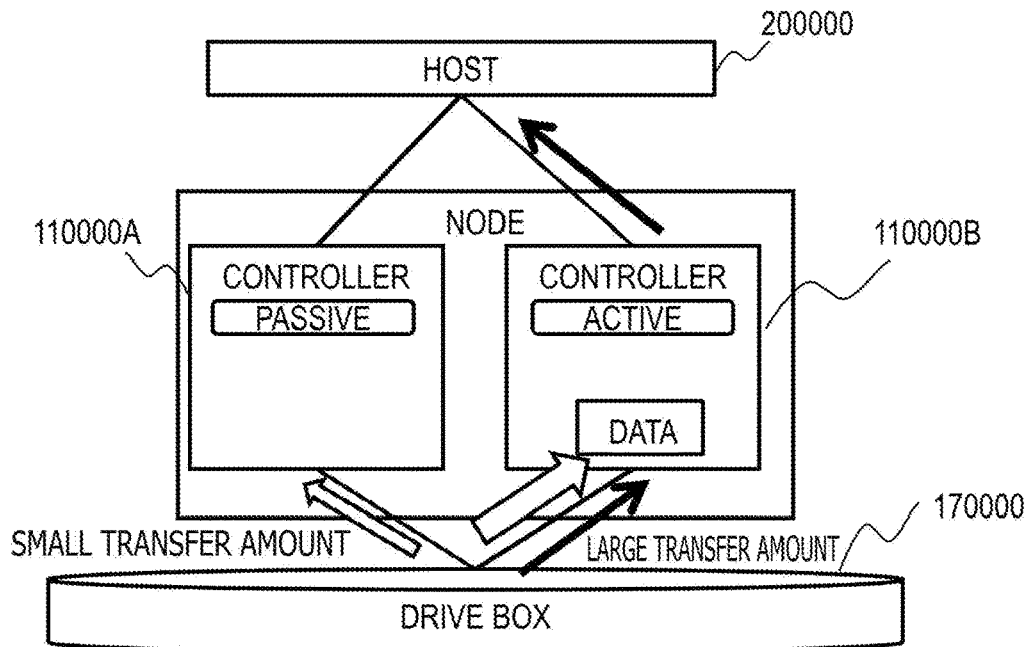 200000
HOST
NODE
110000A
110000B
CONTROLLER
PASSIVE
CONTROLLER
ACTIVE
DATA
SMALL TRANSFER AMOUNT
LARGE TRANSFER AMOUNT
170000
DRIVE BOX